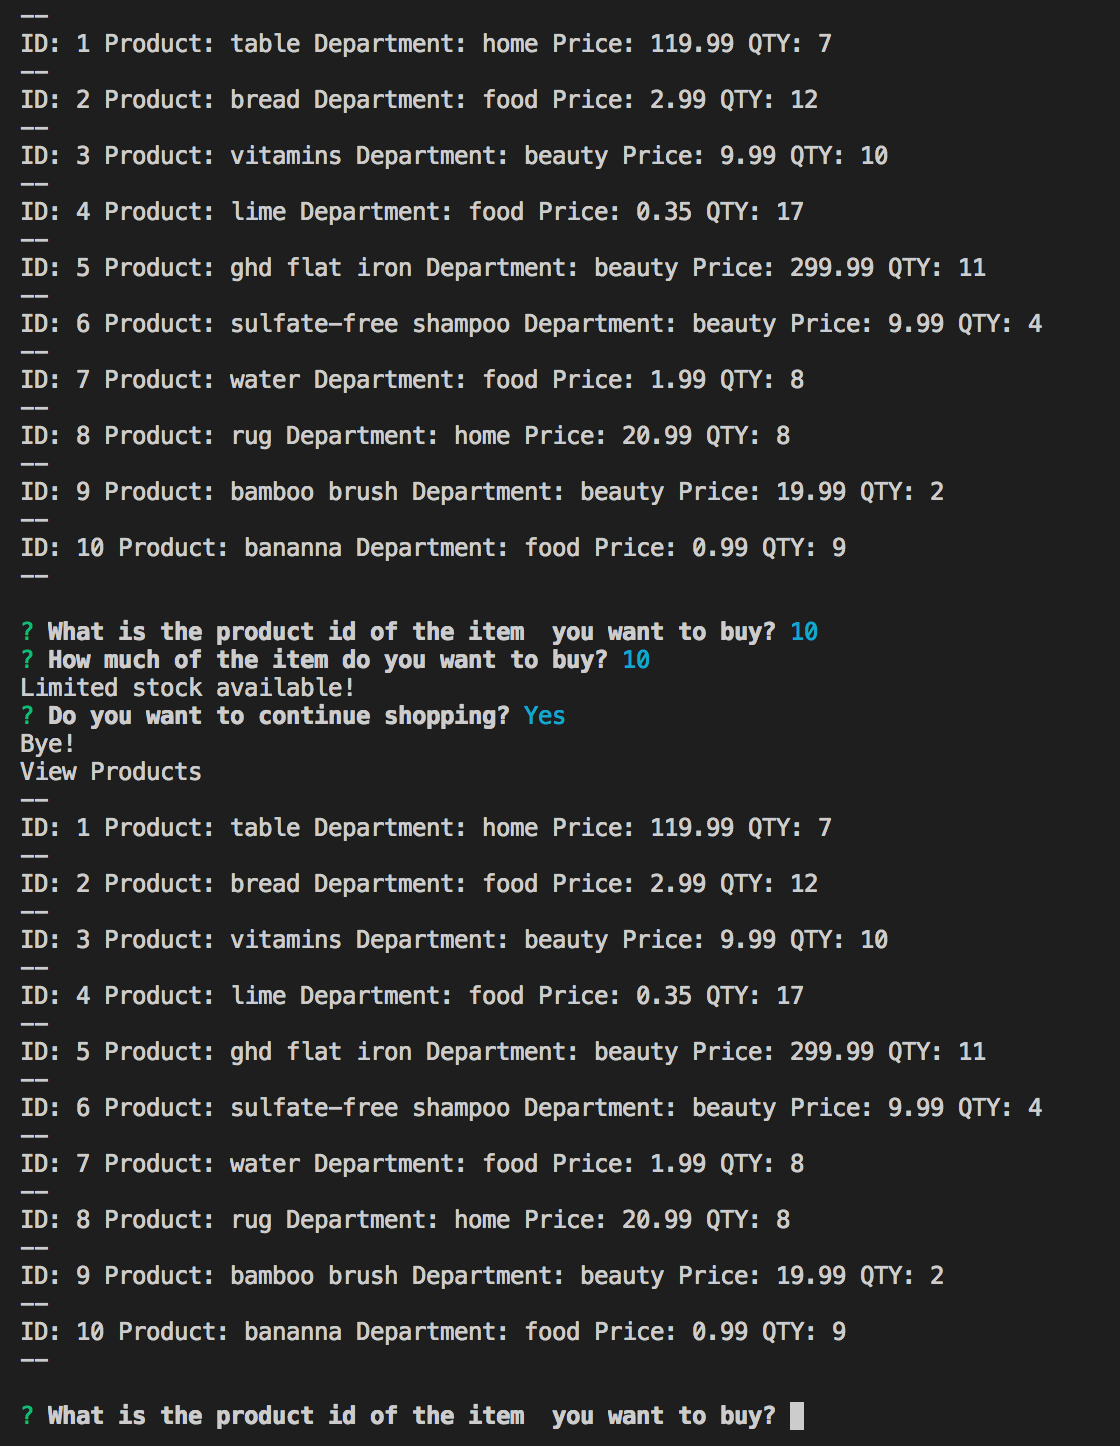 ——
ID: 1 Product: table Department: home Price: 119.99 QTY: 7
——
ID: 2 Product: bread Department: food Price: 2.99 QTY: 12
——
ID: 3 Product: vitamins Department: beauty Price: 9.99 QTY: 10
——
ID: 4 Product: lime Department: food Price: 0.35 QTY: 17
——
ID: 5 Product: ghd flat iron Department: beauty Price: 299.99 QTY: 11
——
ID: 6 Product: sulfate-free shampoo Department: beauty Price: 9.99 QTY: 4
——
ID: 7 Product: water Department: food Price: 1.99 QTY: 8
——
ID: 8 Product: rug Department: home Price: 20.99 QTY: 8
——
ID: 9 Product: bamboo brush Department: beauty Price: 19.99 QTY: 2
——
ID: 10 Product: bananna Department: food Price: 0.99 QTY: 9
——
? What is the product id of the item  you want to buy? 10
? How much of the item do you want to buy? 10
Limited stock available!
? Do you want to continue shopping? Yes
Bye!
View Products
——
ID: 1 Product: table Department: home Price: 119.99 QTY: 7
——
ID: 2 Product: bread Department: food Price: 2.99 QTY: 12
——
ID: 3 Product: vitamins Department: beauty Price: 9.99 QTY: 10
——
ID: 4 Product: lime Department: food Price: 0.35 QTY: 17
——
ID: 5 Product: ghd flat iron Department: beauty Price: 299.99 QTY: 11
——
ID: 6 Product: sulfate-free shampoo Department: beauty Price: 9.99 QTY: 4
——
ID: 7 Product: water Department: food Price: 1.99 QTY: 8
——
ID: 8 Product: rug Department: home Price: 20.99 QTY: 8
——
ID: 9 Product: bamboo brush Department: beauty Price: 19.99 QTY: 2
——
ID: 10 Product: bananna Department: food Price: 0.99 QTY: 9
——
? What is the product id of the item  you want to buy?